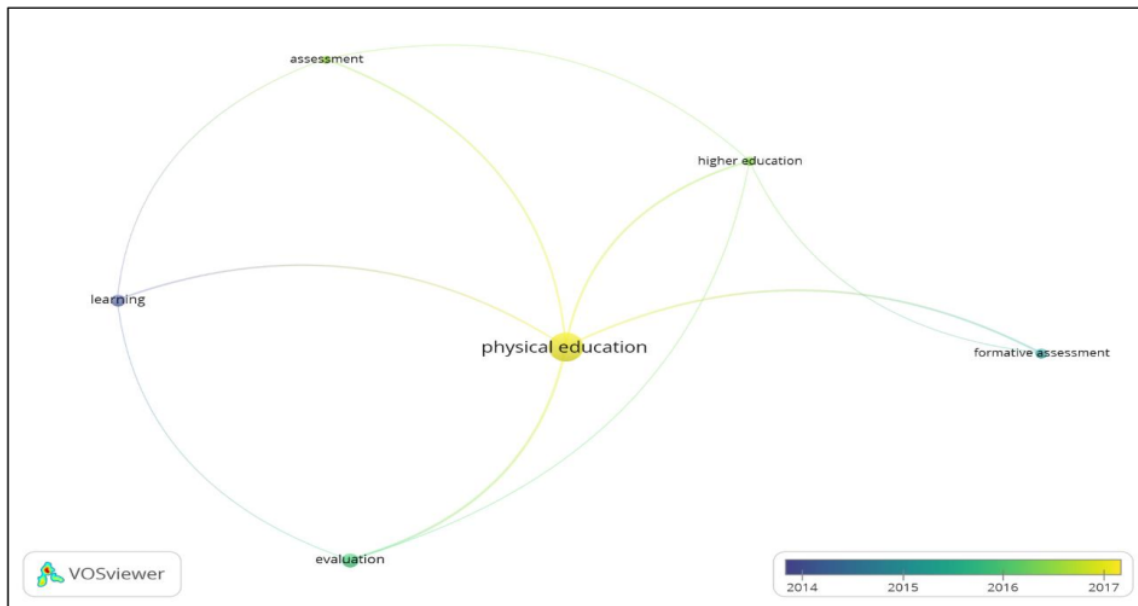 assessment
higher education
learning
physical education
formative assessment
evaluation
VOSviewer
2014 2015 2016 2017